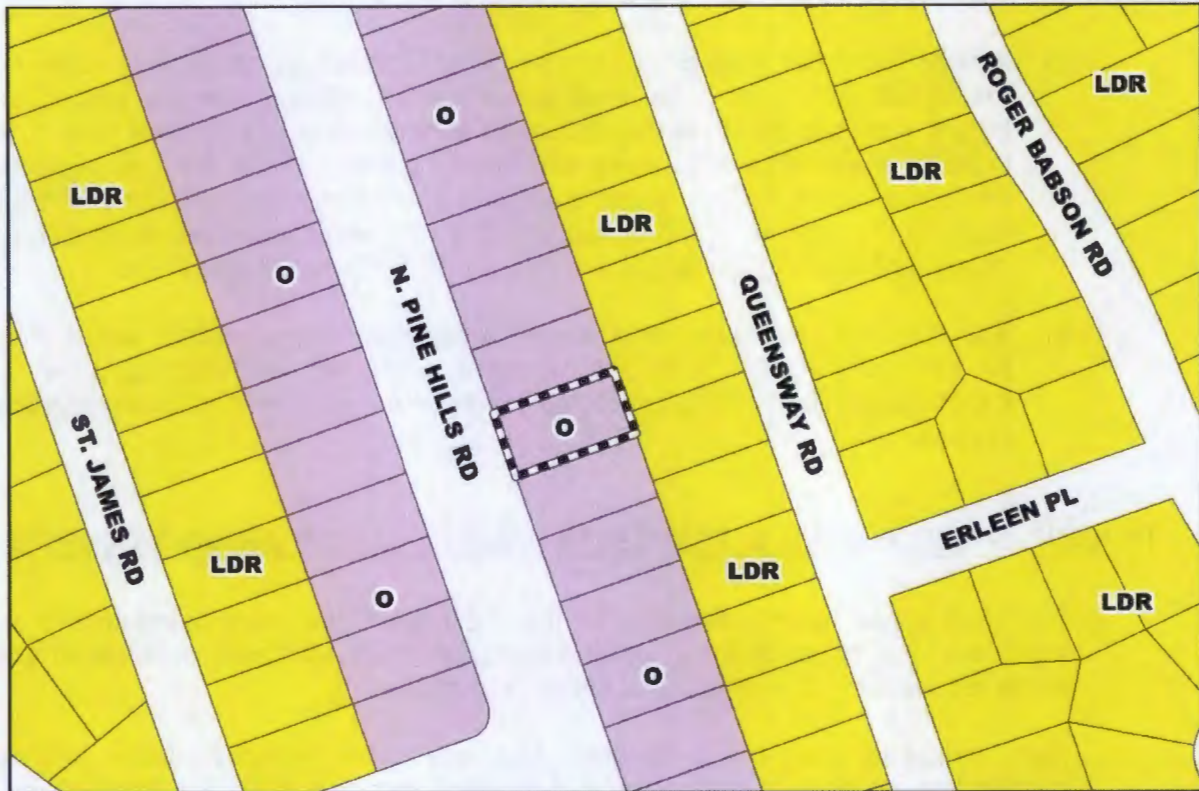 ROGER BABSON RD
LDR
O
LDR
LDR
LDR
O
N. PINE HILLS RD
QUEENSWAY RD
ST. JAMES RD
O
ERLEEN PL
LDR
LDR
O
LDR
O